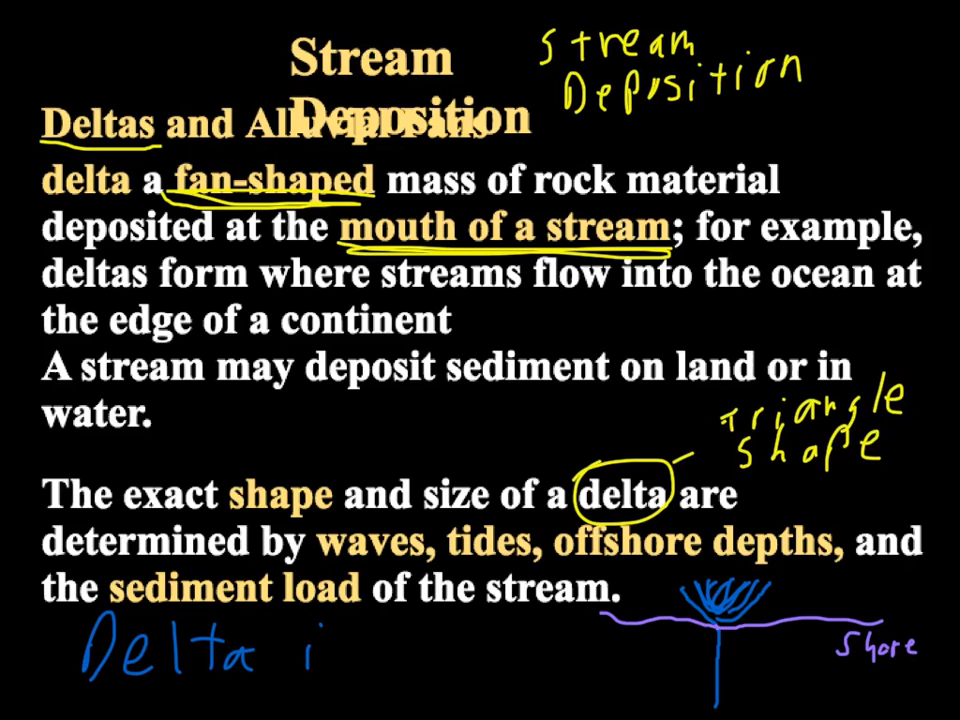 Stream
Deposition
Stream
Deposition
Deltas and Alluvial Fans
delta a fan-shaped mass of rock material
deposited at the mouth of a stream; for example,
deltas form where streams flow into the ocean at
the edge of a continent
A stream may deposit sediment on land or in
water.
Triangle
shape
The exact shape and size of a delta are
determined by waves, tides, offshore depths, and
the sediment load of the stream.
Delta i
Shore